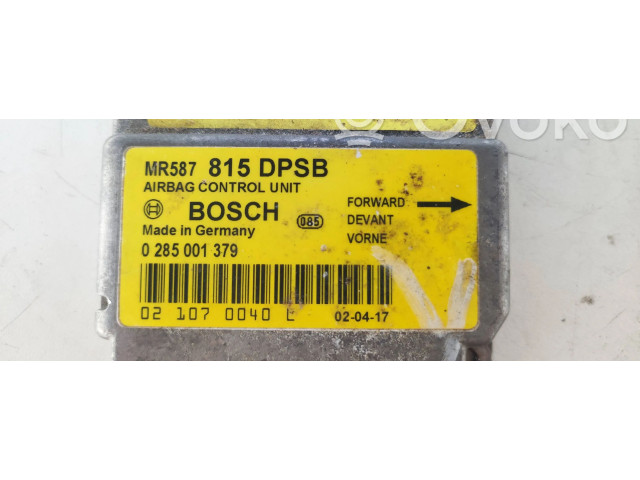 OVOKO
MR587 815 DPSB
AIRBAG CONTROL UNIT
BOSCH
085
Made in Germany
0 285 001 379
FORWARD
DEVANT
VORNE
02 107 0040 L
02-04-17